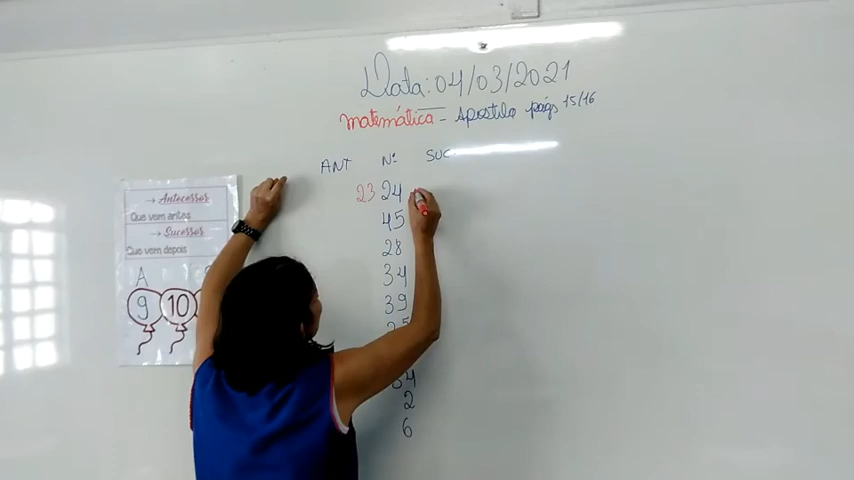 Data: 04/03/2021
Matemática - Apostila págs 15/16
ANT Nº SUC
23 24
45
28
34
39
34
2
6
→ Antecessor
Que vem antes
→ Sucessor
Que vem depois
A
9 10